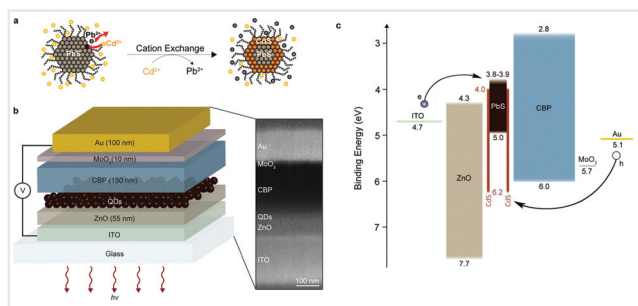 a
Pb²⁺
PbS
Cd²⁺
Cation Exchange
Cd²⁺
Pb²⁺
CdS
PbS
b
Au (100 nm)
MoO₃(10 nm)
CBP (150 nm)
QDs
ZnO (55 nm)
ITO
Glass
V
hv
Au
MoO₃
CBP
QDs
ZnO
ITO
100 nm
c
Binding Energy (eV)
3
4
5
6
7
ITO
4.7
4.3
ZnO
7.7
4.0
3.8-3.9
PbS
5.0
6.2
CdS
CdS
2.8
CBP
6.0
MoO₃
5.7
Au
5.1
h